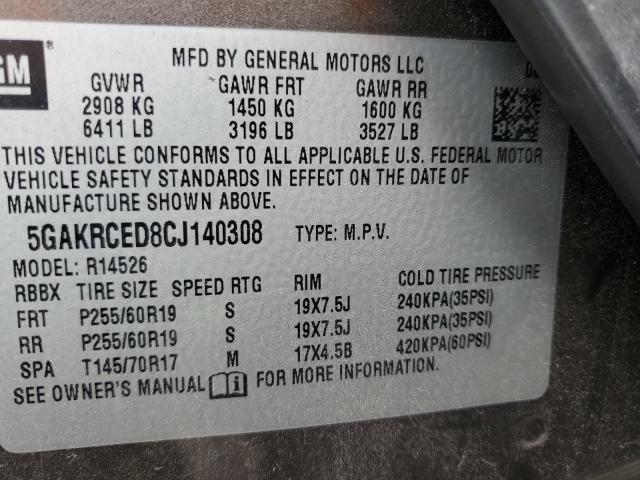 GM
MFD BY GENERAL MOTORS LLC
GVWR GAWR FRT GAWR RR
2908 KG 1450 KG 1600 KG
6411 LB 3196 LB 3527 LB
THIS VEHICLE CONFORMS TO ALL APPLICABLE U.S. FEDERAL MOTOR
VEHICLE SAFETY STANDARDS IN EFFECT ON THE DATE OF
MANUFACTURE SHOWN ABOVE.
5GAKRCED8CJ140308 TYPE: M.P.V.
MODEL: R14526
RBBX TIRE SIZE SPEED RTG RIM COLD TIRE PRESSURE
FRT P255/60R19 S 19X7.5J 240KPA(35PSI)
RR P255/60R19 S 19X7.5J 240KPA(35PSI)
SPA T145/70R17 M 17X4.5B 420KPA(60PSI)
SEE OWNER'S MANUAL i FOR MORE INFORMATION.